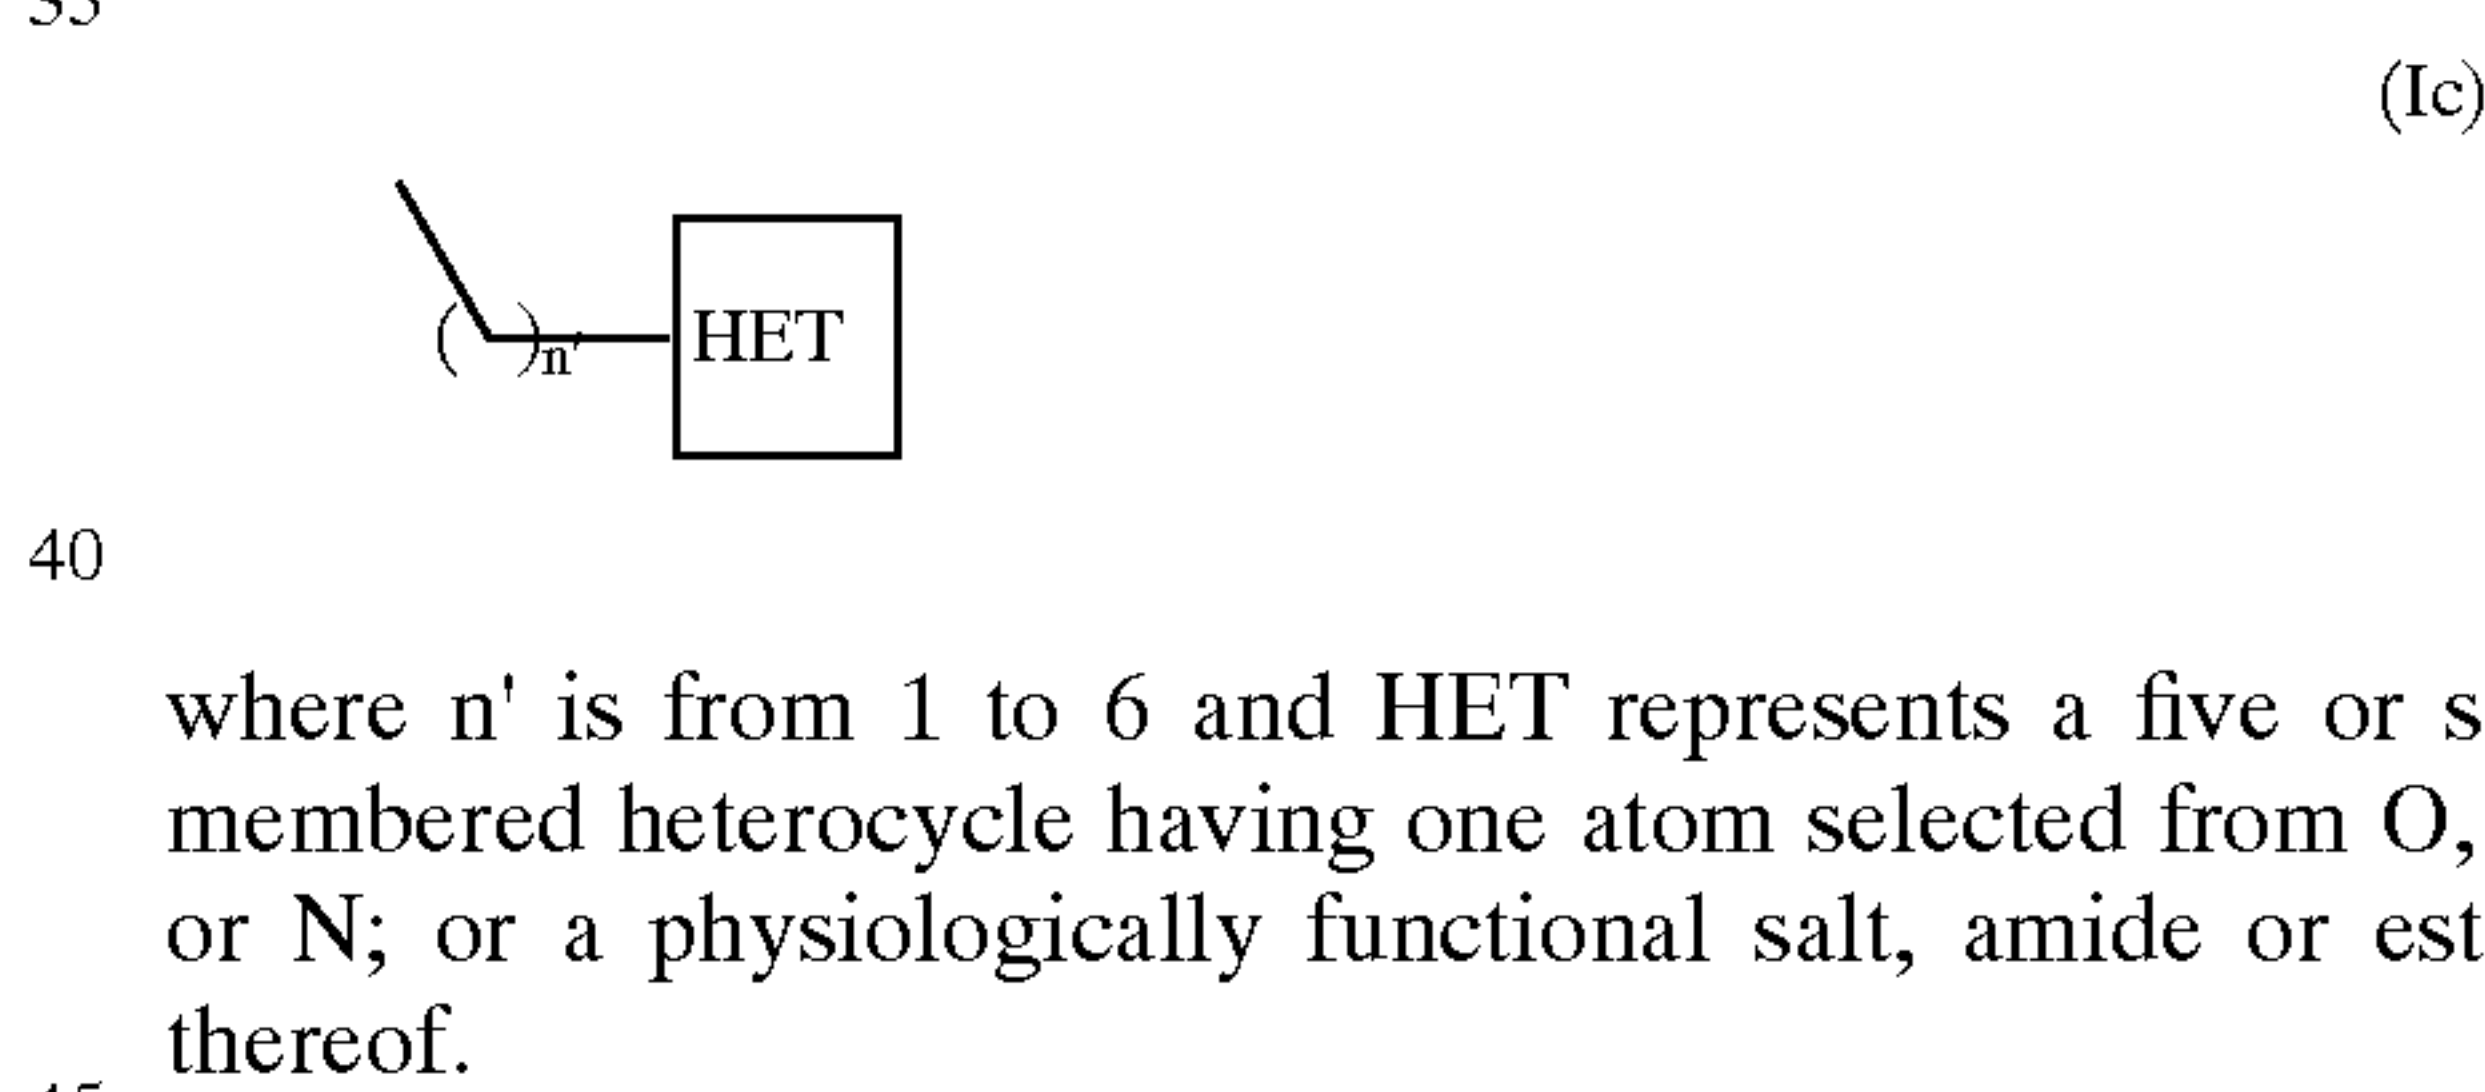 35
(Ic)
( )n'
HET
40
where n' is from 1 to 6 and HET represents a five or s
membered heterocycle having one atom selected from O,
or N; or a physiologically functional salt, amide or est
thereof.